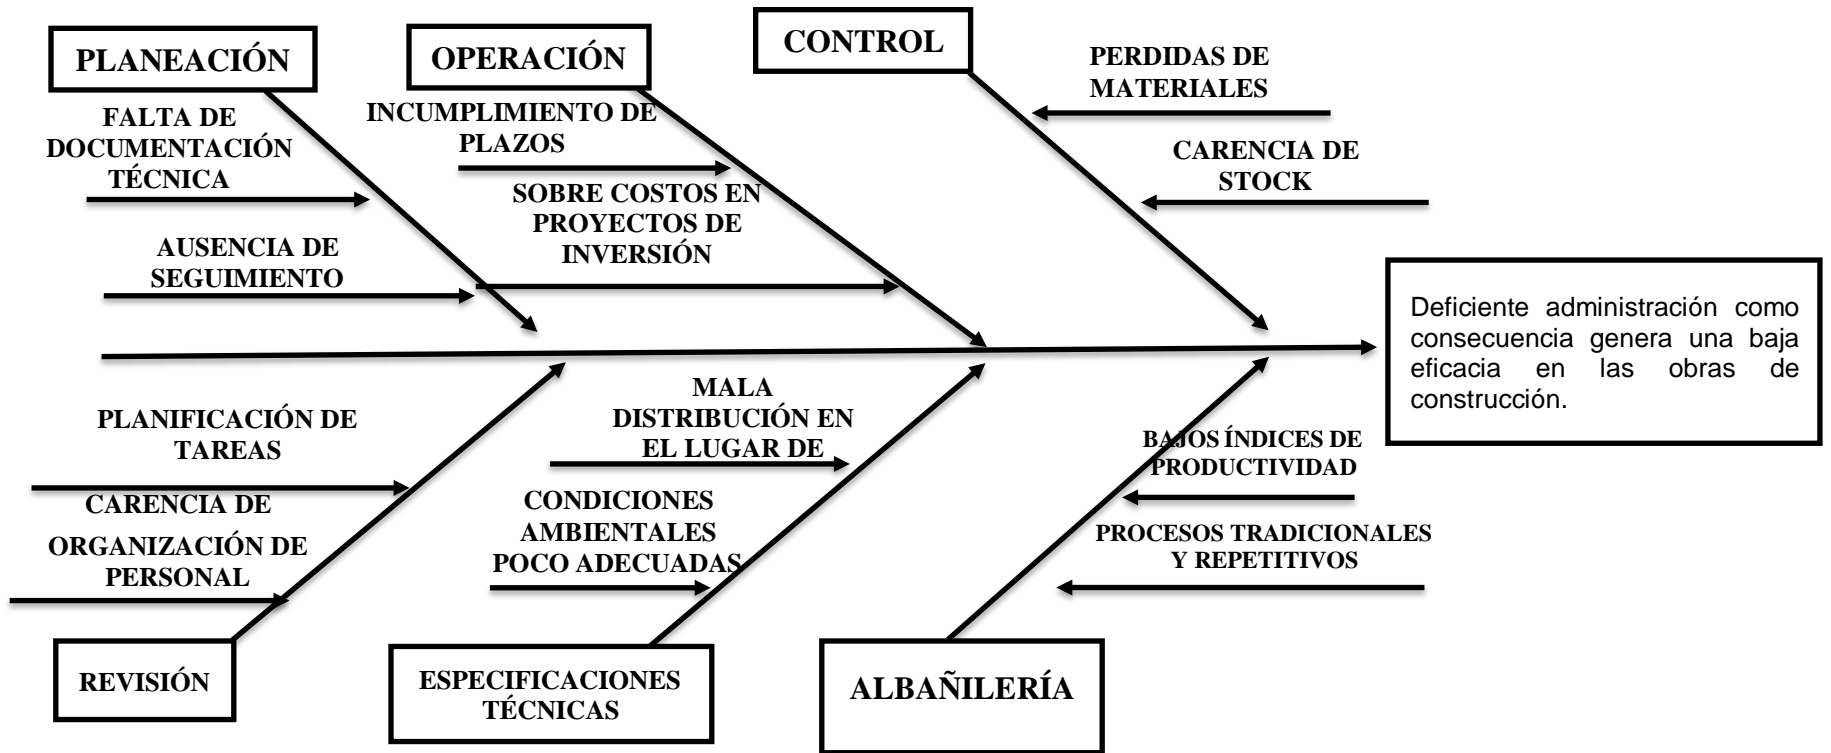 PLANEACIÓN
OPERACIÓN
CONTROL
FALTA DE
DOCUMENTACIÓN
TÉCNICA
AUSENCIA DE
SEGUIMIENTO
INCUMPLIMIENTO DE
PLAZOS
SOBRE COSTOS EN
PROYECTOS DE
INVERSIÓN
PERDIDAS DE
MATERIALES
CARENCIA DE
STOCK
Deficiente administración como
consecuencia genera una baja
eficacia en las obras de
construcción.
PLANIFICACIÓN DE
TAREAS
CARENCIA DE
ORGANIZACIÓN DE
PERSONAL
MALA
DISTRIBUCIÓN EN
EL LUGAR DE
CONDICIONES
AMBIENTALES
POCO ADECUADAS
BAJOS ÍNDICES DE
PRODUCTIVIDAD
PROCESOS TRADICIONALES
Y REPETITIVOS
REVISIÓN
ESPECIFICACIONES
TÉCNICAS
ALBAÑILERÍA